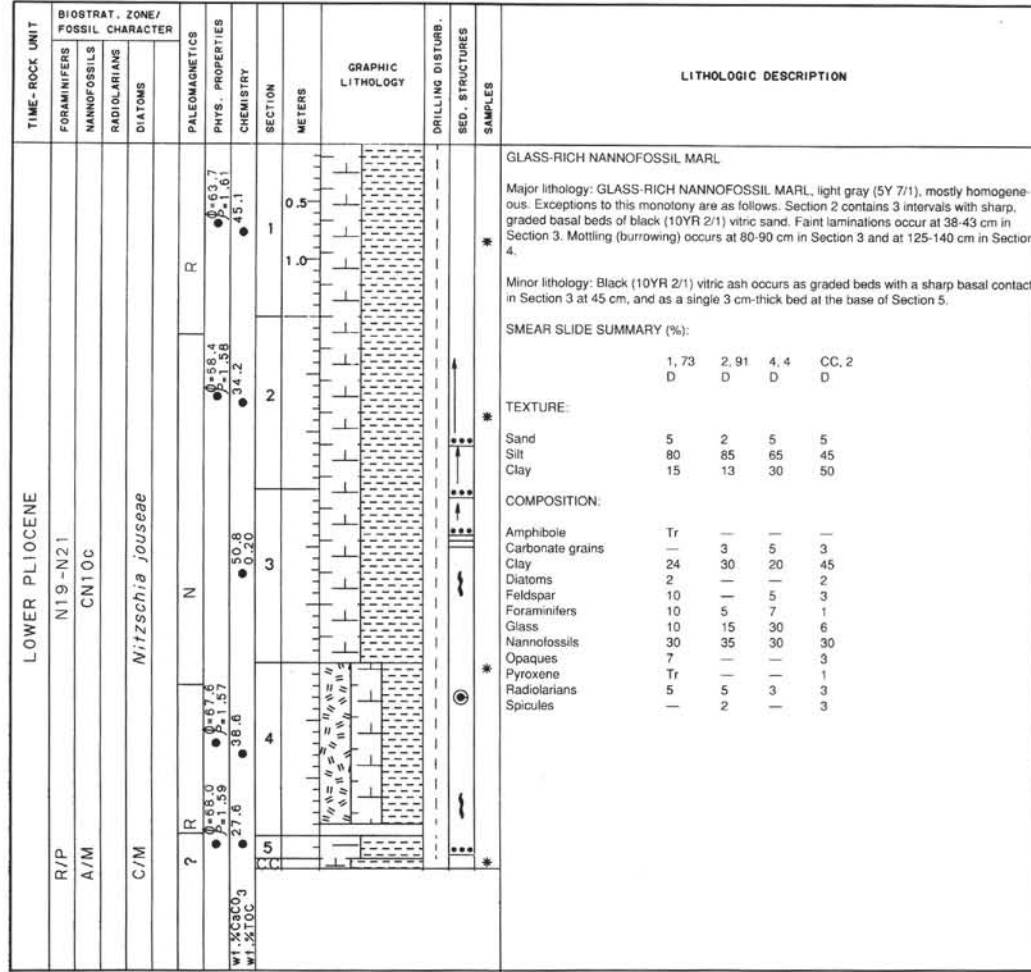 TIME-ROCK UNIT
BIOSTRAT. ZONE/
FOSSIL CHARACTER
FORAMINIFERS
NANNOFOSSILS
RADIOLARIANS
DIATOMS
PALEOMAGNETICS
PHYS. PROPERTIES
CHEMISTRY
SECTION
METERS
GRAPHIC
LITHOLOGY
DRILLING DISTURB.
SED. STRUCTURES
SAMPLES
LITHOLOGIC DESCRIPTION
LOWER PLIOCENE
R/P N19-N21
A/M CN10c
C/M Nitzschia jouseae
R
N
R
?
Φ=63.7
ρ=1.61
Φ=58.4
ρ=1.58
Φ=67.6
ρ=1.57
Φ=68.0
ρ=1.59
45.1
34.2
50.8
0.20
38.6
27.6
wt.%CaCO3
wt.%TOC
1
2
3
4
5
CC
0.5
1.0
GLASS-RICH NANNOFOSSIL MARL
Major lithology: GLASS-RICH NANNOFOSSIL MARL, light gray (5Y 7/1), mostly homogene-
ous. Exceptions to this monotony are as follows. Section 2 contains 3 intervals with sharp,
graded basal beds of black (10YR 2/1) vitric sand. Faint laminations occur at 38-43 cm in
Section 3. Mottling (burrowing) occurs at 80-90 cm in Section 3 and at 125-140 cm in Section
4.
Minor lithology: Black (10YR 2/1) vitric ash occurs as graded beds with a sharp basal contact
in Section 3 at 45 cm, and as a single 3 cm-thick bed at the base of Section 5.
SMEAR SLIDE SUMMARY (%):
1, 73 2, 91 4, 4 CC, 2
D D D D
TEXTURE:
Sand 5 2 5 5
Silt 80 85 65 45
Clay 15 13 30 50
COMPOSITION:
Amphibole Tr — — —
Carbonate grains — 3 5 3
Clay 24 30 20 45
Diatoms 2 — — 2
Feldspar 10 — 5 3
Foraminifers 10 5 7 1
Glass 10 15 30 6
Nannofossils 30 35 30 30
Opaques 7 — — 3
Pyroxene Tr — — 1
Radiolarians 5 5 3 3
Spicules — 2 — 3